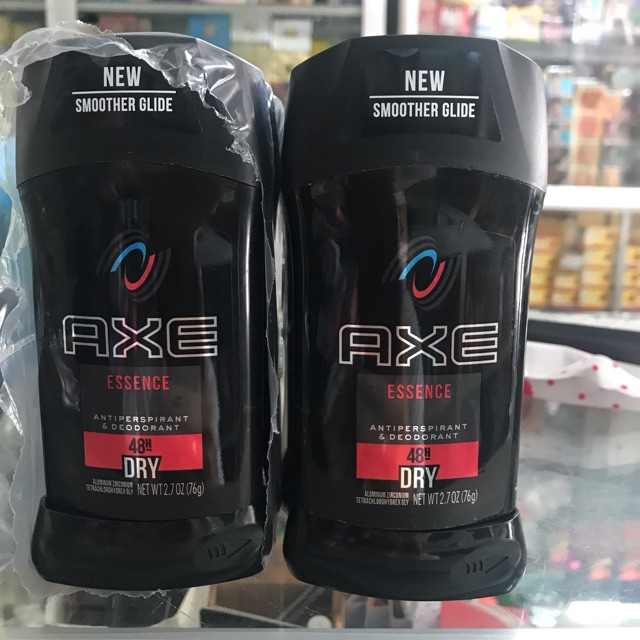 NEW
SMOOTHER GLIDE
AXE
ESSENCE
ANTIPERSPIRANT
& DEODORANT
48H
DRY
ALUMINUM ZIRCONIUM
TETRACHLOROHYDREX GLY NET WT 2.7 OZ (76g)
NEW
SMOOTHER GLIDE
AXE
ESSENCE
ANTIPERSPIRANT
& DEODORANT
48H
DRY
ALUMINUM ZIRCONIUM
TETRACHLOROHYDREX GLY NET WT 2.7 OZ (76g)